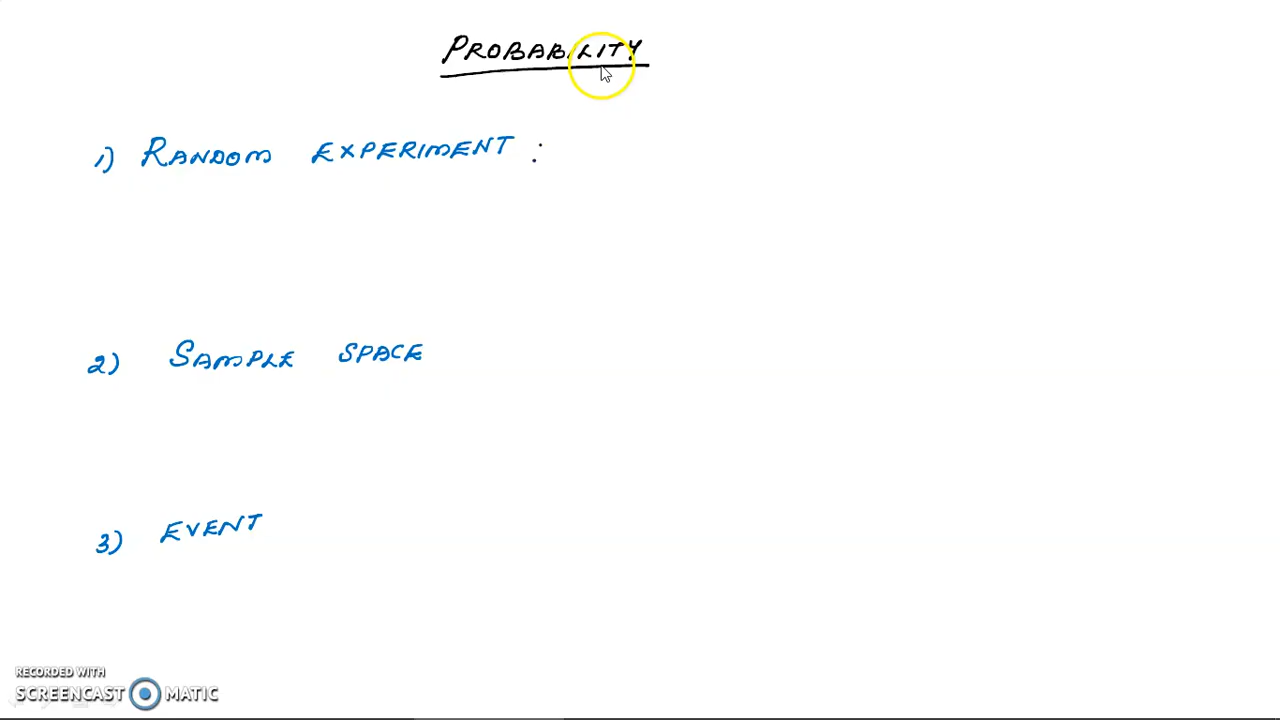 PROBABILITY
1) RANDOM EXPERIMENT :
2) SAMPLE SPACE
3) EVENT
RECORDED WITH
SCREENCAST MATIC